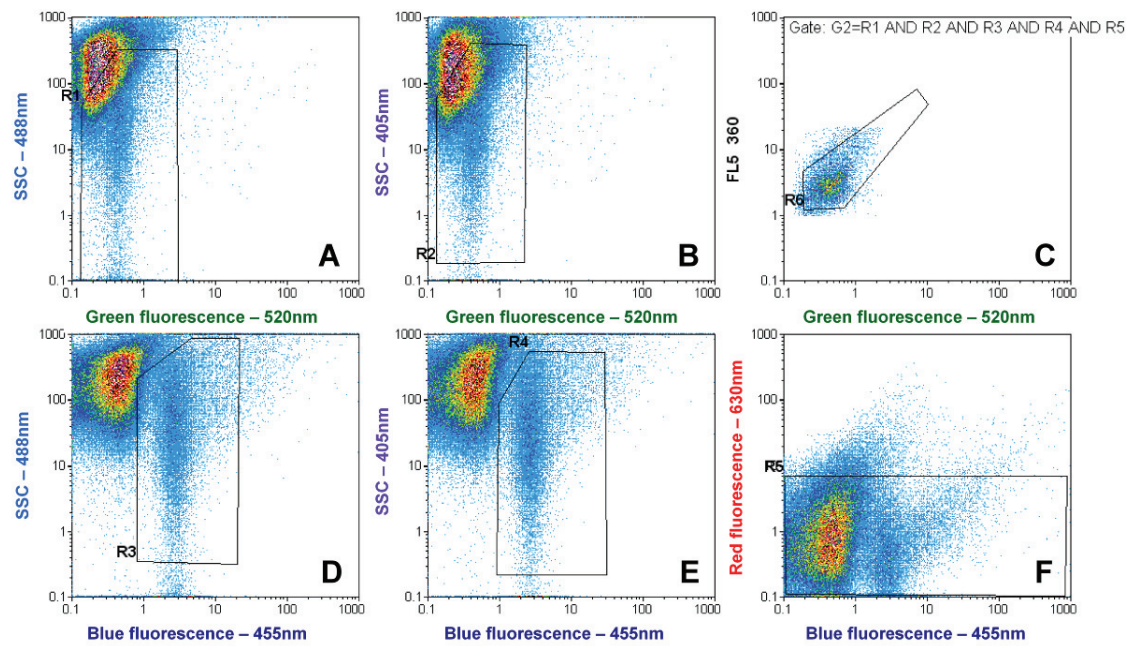 1000
100
10
1
0.1
0.1 1 10 100 1000
SSC – 488nm
R1
A
Green fluorescence – 520nm
1000
100
10
1
0.1
0.1 1 10 100 1000
SSC – 405nm
R2
B
Green fluorescence – 520nm
Gate: G2=R1 AND R2 AND R3 AND R4 AND R5
1000
100
10
1
0.1
0.1 1 10 100 1000
FL5 360
R6
C
Green fluorescence – 520nm
1000
100
10
1
0.1
0.1 1 10 100 1000
SSC – 488nm
R3
D
Blue fluorescence – 455nm
1000
100
10
1
0.1
0.1 1 10 100 1000
SSC – 405nm
R4
E
Blue fluorescence – 455nm
1000
100
10
1
0.1
0.1 1 10 100 1000
Red fluorescence – 630nm
R5
F
Blue fluorescence – 455nm